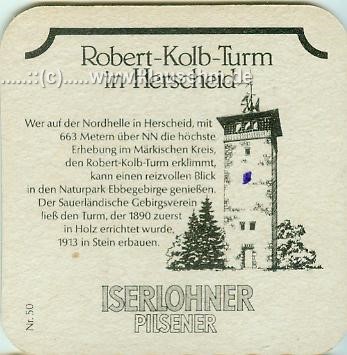 Robert-Kolb-Turm
in Herscheid
.....::(c)..... www.klausehm.de
Wer auf der Nordhelle in Herscheid, mit
663 Metern über NN die höchste
Erhebung im Märkischen Kreis,
den Robert-Kolb-Turm erklimmt,
kann einen reizvollen Blick
in den Naturpark Ebbegebirge genießen.
Der Sauerländische Gebirgsverein
ließ den Turm, der 1890 zuerst
in Holz errichtet wurde,
1913 in Stein erbauen.
ISERLOHNER
PILSENER
Nr. 50